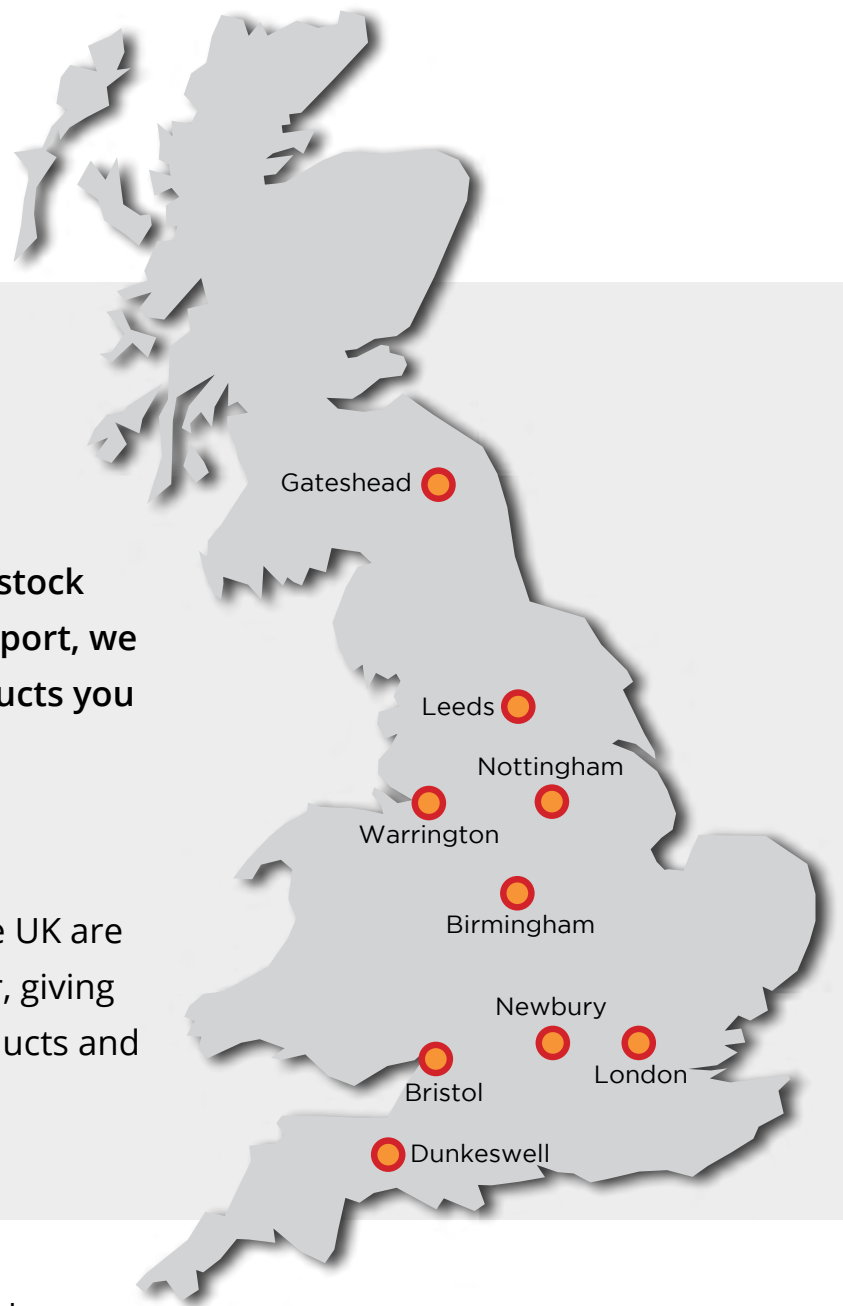 Gateshead
stock
port, we
ucts you
Leeds
Nottingham
Warrington
Birmingham
e UK are
r, giving
ucts and
Newbury
London
Bristol
Dunkeswell